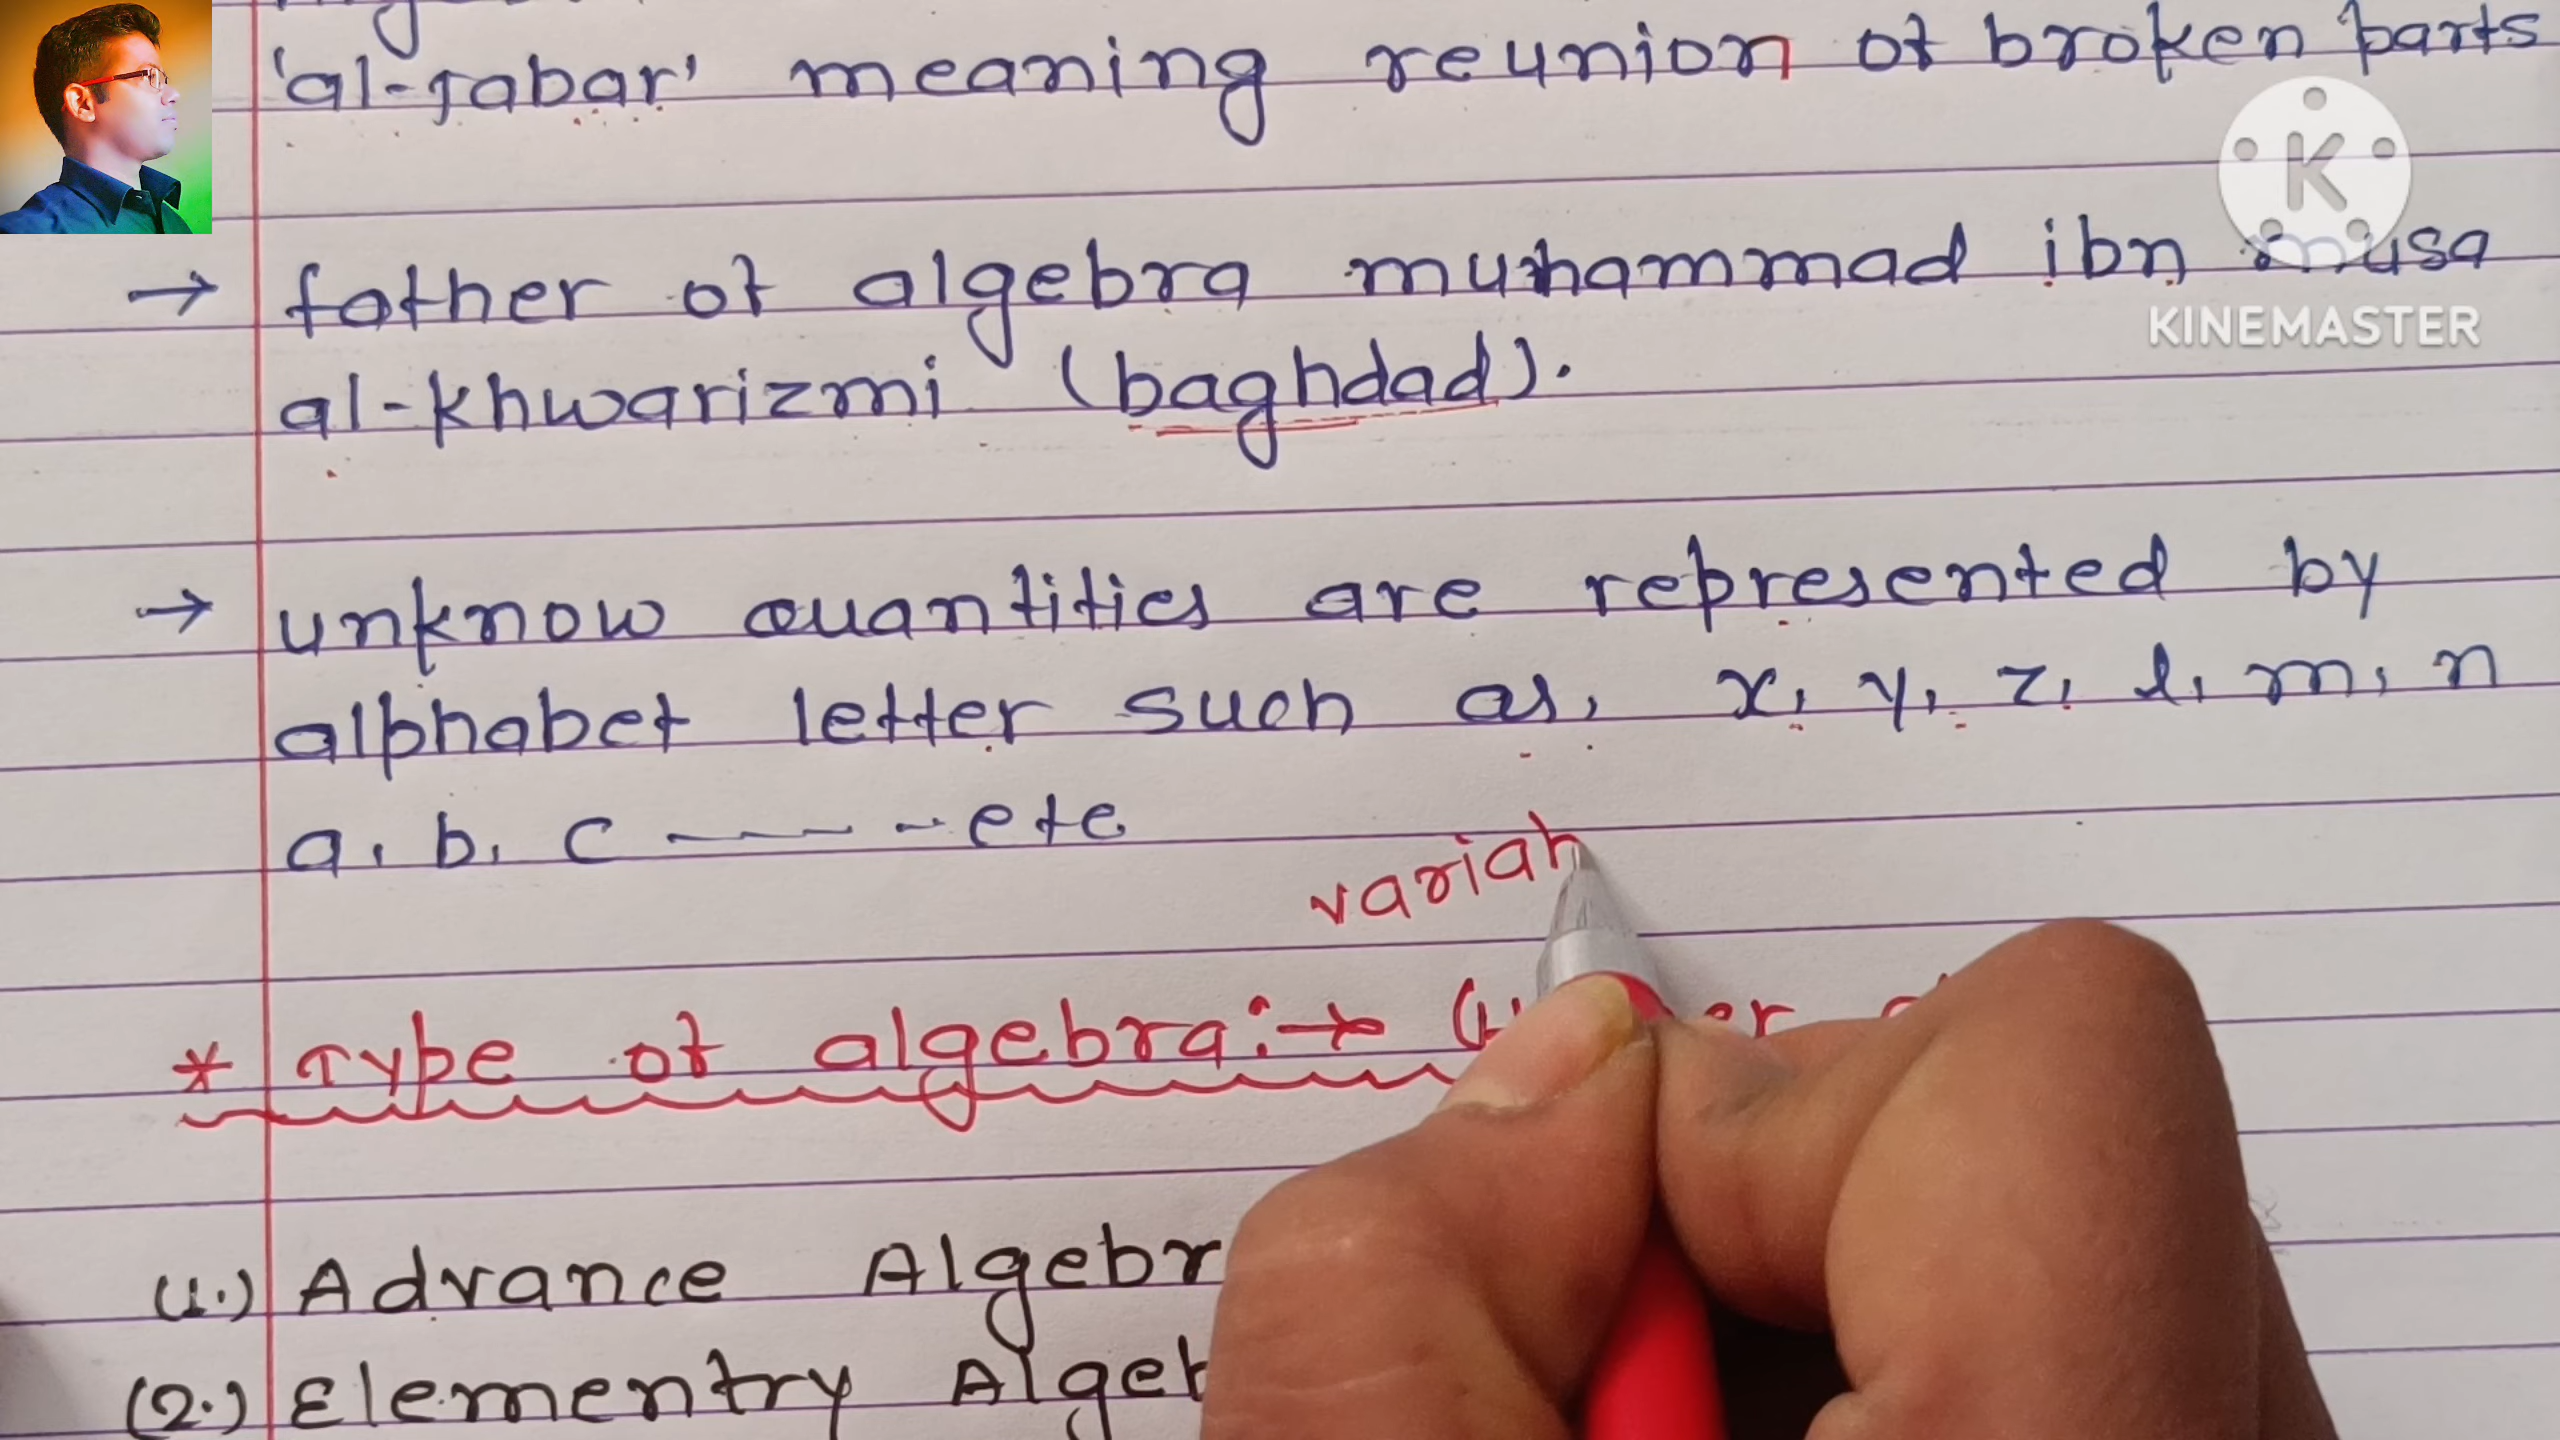 'al-jabar' meaning reunion of broken parts
→ father of algebra muhammad ibn musa
al-khwarizmi (baghdad).
KINEMASTER
→ unknow quantities are represented by
alphabet letter such as, x, y, z, l, m, n
a, b, c ----- etc
variab
* Type of algebra:→
(1.) Advance Algebr
(2.) Elementry Algeb